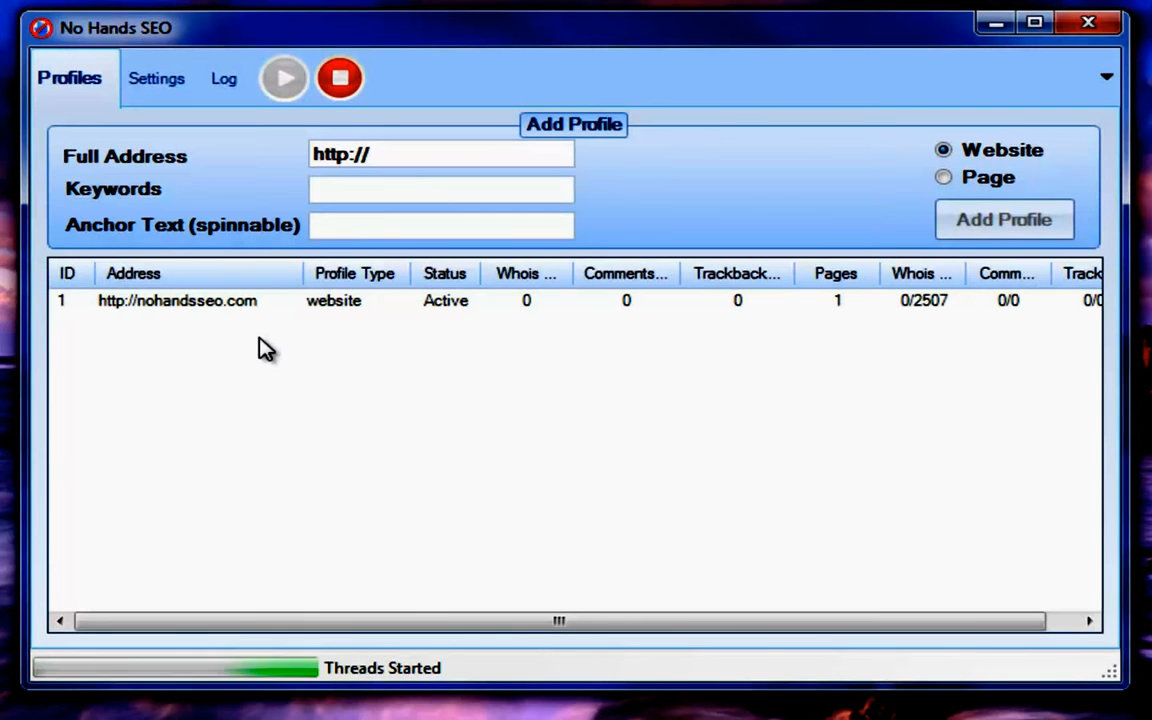 No Hands SEO
Profiles Settings Log
Add Profile
Full Address http:// Website
Keywords Page
Anchor Text (spinnable) Add Profile
ID Address Profile Type Status Whois ... Comments... Trackback... Pages Whois ... Comm... Track
1 http://nohandsseo.com website Active 0 0 0 1 0/2507 0/0 0/0
Threads Started